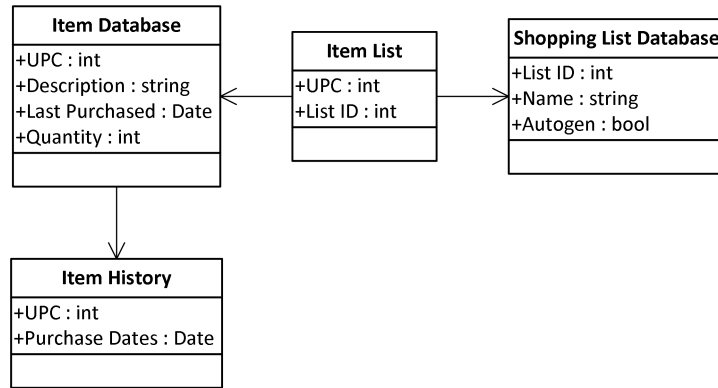 Item Database
+UPC : int
+Description : string
+Last Purchased : Date
+Quantity : int
Item List
+UPC : int
+List ID : int
Shopping List Database
+List ID : int
+Name : string
+Autogen : bool
Item History
+UPC : int
+Purchase Dates : Date